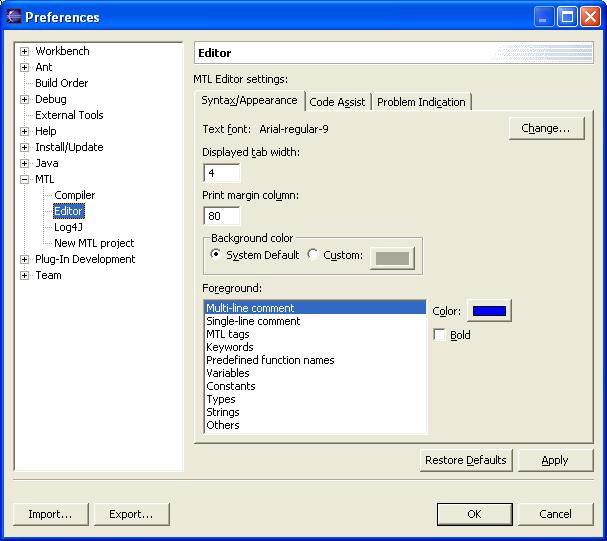 Preferences
Workbench
Ant
Build Order
Debug
External Tools
Help
Install/Update
Java
MTL
Compiler
Editor
Log4J
New MTL project
Plug-In Development
Team
Editor
MTL Editor settings:
Syntax/Appearance Code Assist Problem Indication
Text font: Arial-regular-9 Change...
Displayed tab width:
4
Print margin column:
80
Background color
System Default Custom:
Foreground:
Multi-line comment
Single-line comment
MTL tags
Keywords
Predefined function names
Variables
Constants
Types
Strings
Others
Color:
Bold
Restore Defaults Apply
Import... Export... OK Cancel